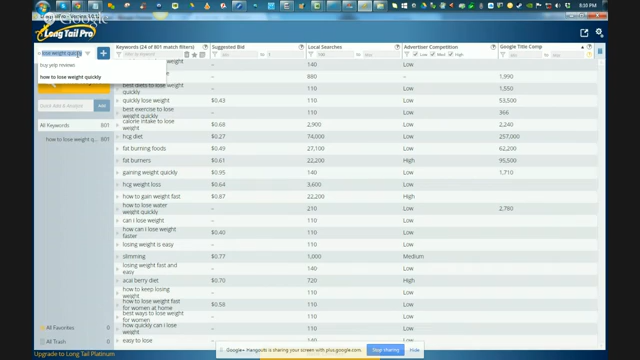 8:35 PM
Google
Long Tail Pro
lose weight quickly
buy yelp reviews
how to lose weight quickly
Quick Add & Analyze
Add
All Keywords 801
how to lose weight q... 801
All Favorites 0
All Trash 0
Upgrade to Long Tail Platinum
Keywords (24 of 801 match filters) Suggested Bid Local Searches Advertiser Competition Google Title Comp
to Low Med High to
140 Low
880 - 1,990
best diets to lose weight quickly 110 Low
quickly lose weight $0.43 110 Low 53,500
best exercise to lose weight 110 Low 366
calorie intake to lose weight $0.68 2,900 Low 2,240
hcg diet $0.27 74,000 Low 257,000
fat burning foods $0.49 27,100 Low 62,200
fat burners $0.61 22,200 High 95,500
gaining weight quickly $0.95 140 Low 1,710
hcg weight loss $0.64 3,600 Low
how to gain weight fast $0.87 22,200 High
how to lose water weight quickly - 210 Low 2,780
can i lose weight - 110 Low
how can i lose weight faster $0.40 110 Low
losing weight is easy - 110 Low
slimming $0.77 1,000 Medium
losing weight fast and easy - 140 Low
acai berry diet $0.70 720 High
how to keep losing weight - 110 Low
how to lose weight fast for women at home $0.58 110 Low
best ways to lose weight for women - 110 Low
how quickly can i lose weight - 110 Low
easy to lose - 140 Low
Google+ Hangouts is sharing your screen with plus.google.com. Stop sharing Hide